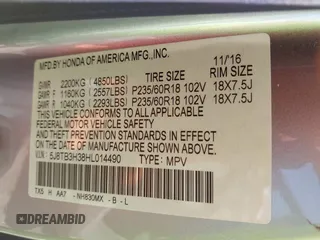 MFD.BY HONDA OF AMERICA MFG.,INC. 11/16
GVWR 2200KG (4850LBS) TIRE SIZE RIM SIZE
GAWR F 1160KG (2557LBS) P235/60R18 102V 18X7.5J
GAWR R 1040KG (2293LBS) P235/60R18 102V 18X7.5J
THIS VEHICLE CONFORMS TO ALL APPLICABLE
FEDERAL MOTOR VEHICLE SAFETY STANDARDS
IN EFFECT ON THE DATE OF MANUFACTURE
SHOWN ABOVE.
V.I.N.: 5J8TB3H38HL014490 TYPE: MPV
TX6 H AA7 -NH830MX -B -L
DREAMBID